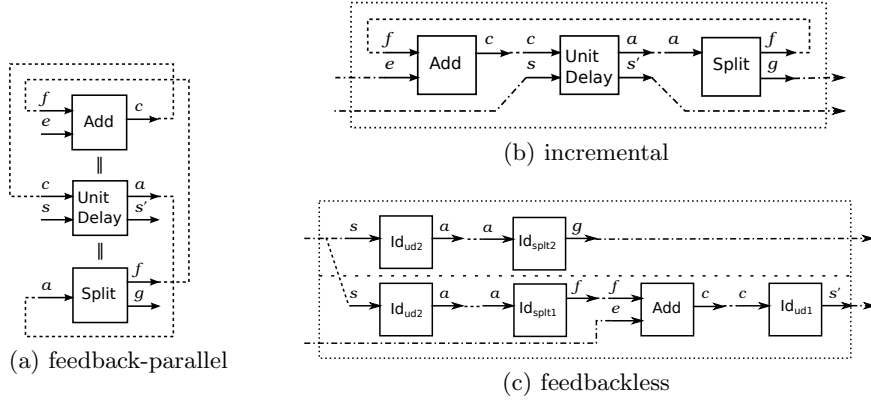 f
e
Add
c
||
c
s
Unit
Delay
a
s'
||
a
Split
f
g
(a) feedback-parallel
f
e
Add
c
c
s
Unit
Delay
a
s'
a
Split
f
g
(b) incremental
s
Id_ud2
a
a
Id_splt2
g
s
Id_ud2
a
a
Id_splt1
f
f
e
Add
c
c
Id_ud1
s'
(c) feedbackless